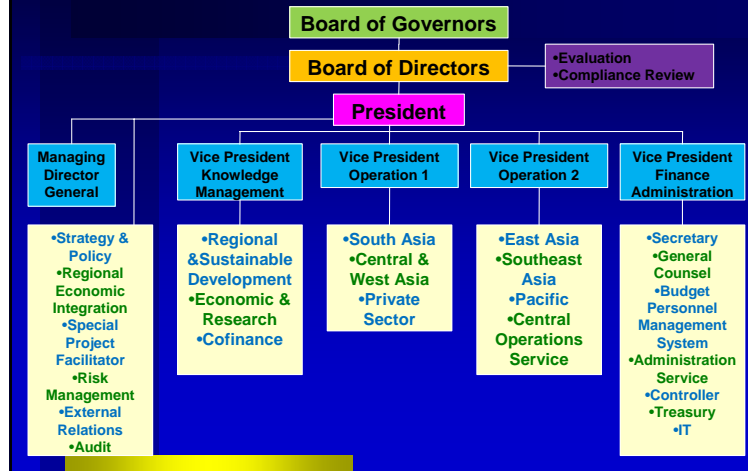 Board of Governors
Board of Directors
•Evaluation
•Compliance Review
President
Managing
Director
General
Vice President
Knowledge
Management
Vice President
Operation 1
Vice President
Operation 2
Vice President
Finance
Administration
•Strategy &
Policy
•Regional
Economic
Integration
•Special
Project
Facilitator
•Risk
Management
•External
Relations
•Audit
•Regional
&Sustainable
Development
•Economic &
Research
•Cofinance
•South Asia
•Central &
West Asia
•Private
Sector
•East Asia
•Southeast
Asia
•Pacific
•Central
Operations
Service
•Secretary
•General
Counsel
•Budget
Personnel
Management
System
•Administration
Service
•Controller
•Treasury
•IT